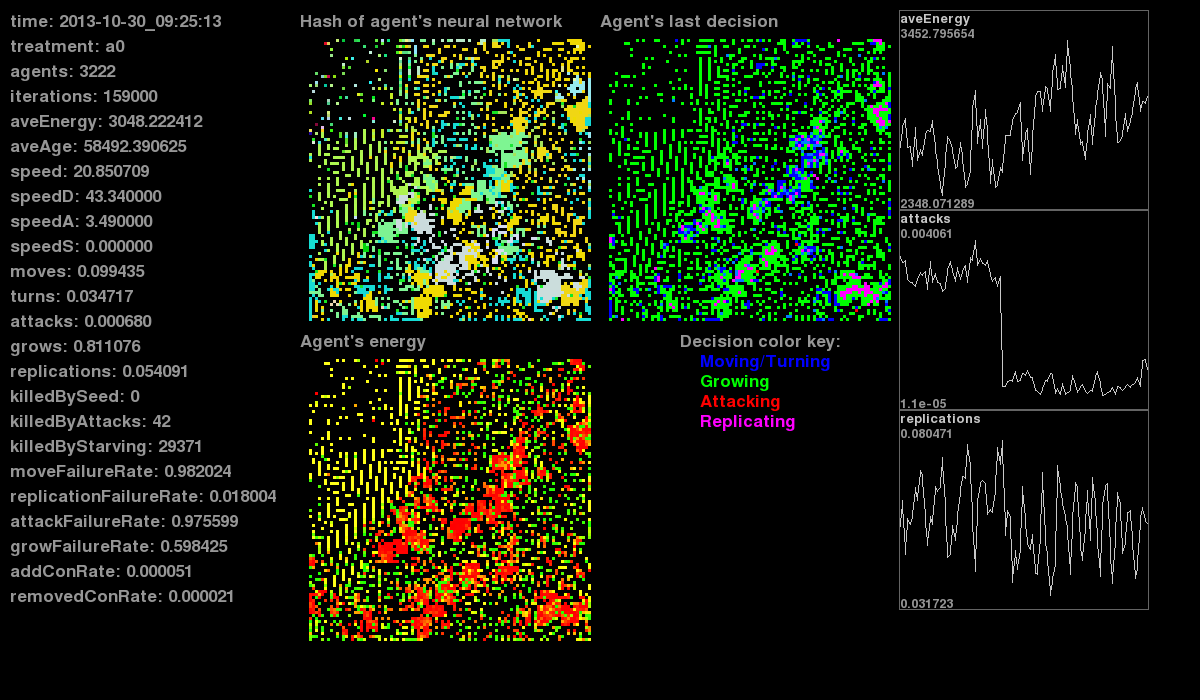 time: 2013-10-30_09:25:13
treatment: a0
agents: 3222
iterations: 159000
aveEnergy: 3048.222412
aveAge: 58492.390625
speed: 20.850709
speedD: 43.340000
speedA: 3.490000
speedS: 0.000000
moves: 0.099435
turns: 0.034717
attacks: 0.000680
grows: 0.811076
replications: 0.054091
killedBySeed: 0
killedByAttacks: 42
killedByStarving: 29371
moveFailureRate: 0.982024
replicationFailureRate: 0.018004
attackFailureRate: 0.975599
growFailureRate: 0.598425
addConRate: 0.000051
removedConRate: 0.000021
Hash of agent's neural network
Agent's last decision
Agent's energy
Decision color key:
Moving/Turning
Growing
Attacking
Replicating
aveEnergy
3452.795654
2348.071289
attacks
0.004061
1.1e-05
replications
0.080471
0.031723